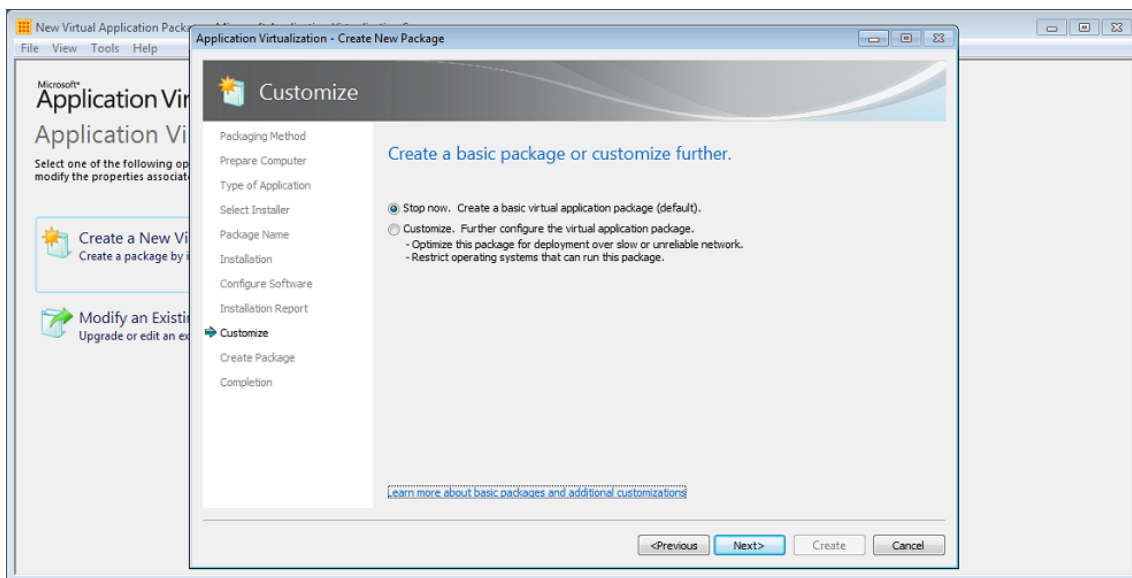 New Virtual Application Packa
File View Tools Help
Application Virtualization - Create New Package
Microsoft*
Application Vir
Application Vi
Select one of the following op
modify the properties associat
Create a New Vi
Create a package by i
Modify an Existi
Upgrade or edit an ex
Customize
Packaging Method
Prepare Computer
Type of Application
Select Installer
Package Name
Installation
Configure Software
Installation Report
Customize
Create Package
Completion
Create a basic package or customize further.
Stop now. Create a basic virtual application package (default).
Customize. Further configure the virtual application package.
- Optimize this package for deployment over slow or unreliable network.
- Restrict operating systems that can run this package.
Learn more about basic packages and additional customizations
<Previous Next> Create Cancel